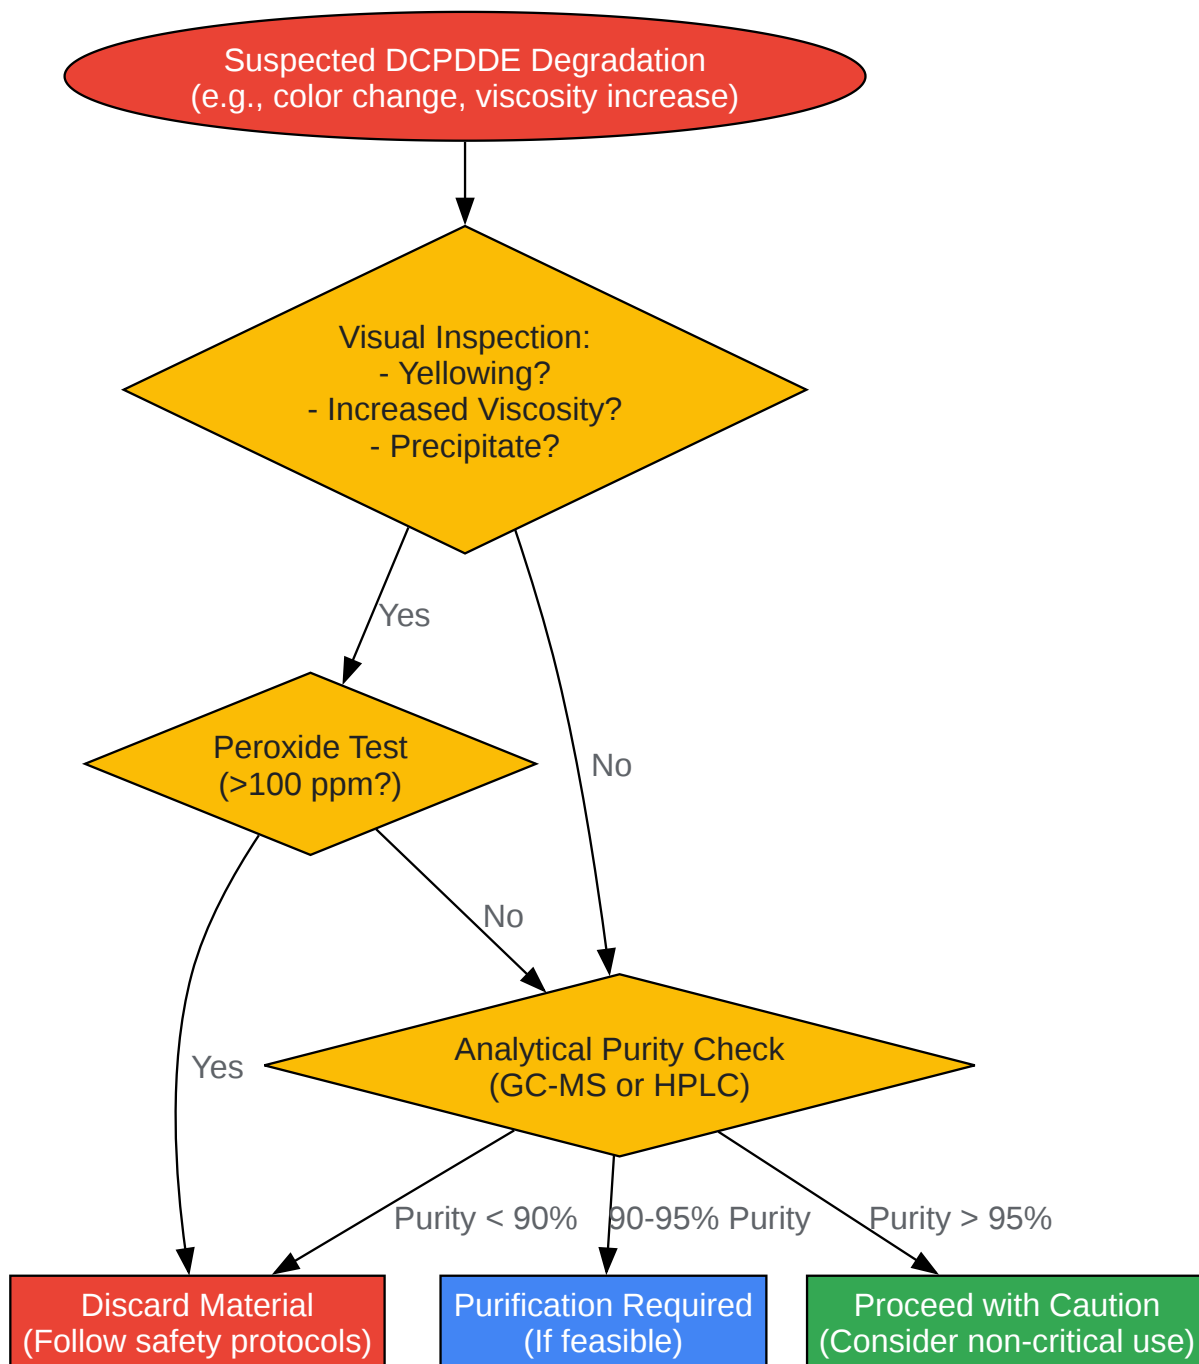 Suspected DCPDDE Degradation
(e.g., color change, viscosity increase)
Visual Inspection:
- Yellowing?
- Increased Viscosity?
- Precipitate?
Yes
Peroxide Test
(>100 ppm?)
No
No
Analytical Purity Check
(GC-MS or HPLC)
Yes
Purity < 90%
90-95% Purity
Purity > 95%
Discard Material
(Follow safety protocols)
Purification Required
(If feasible)
Proceed with Caution
(Consider non-critical use)